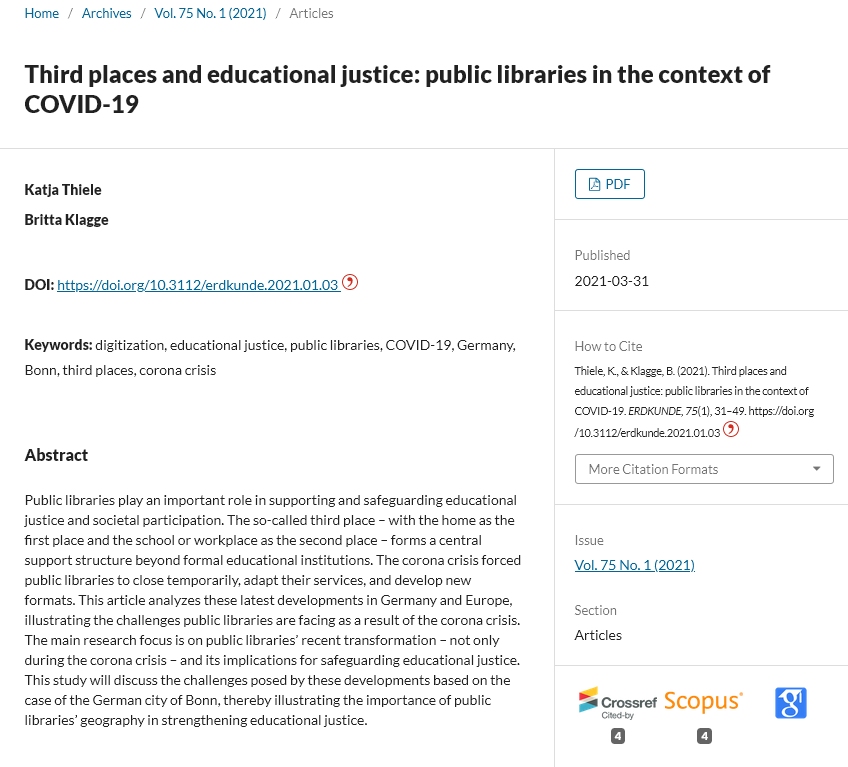 Home / Archives / Vol. 75 No. 1 (2021) / Articles
Third places and educational justice: public libraries in the context of
COVID-19
Katja Thiele
Britta Klagge
DOI: https://doi.org/10.3112/erdkunde.2021.01.03
Keywords: digitization, educational justice, public libraries, COVID-19, Germany,
Bonn, third places, corona crisis
Abstract
Public libraries play an important role in supporting and safeguarding educational
justice and societal participation. The so-called third place – with the home as the
first place and the school or workplace as the second place – forms a central
support structure beyond formal educational institutions. The corona crisis forced
public libraries to close temporarily, adapt their services, and develop new
formats. This article analyzes these latest developments in Germany and Europe,
illustrating the challenges public libraries are facing as a result of the corona crisis.
The main research focus is on public libraries’ recent transformation – not only
during the corona crisis – and its implications for safeguarding educational justice.
This study will discuss the challenges posed by these developments based on the
case of the German city of Bonn, thereby illustrating the importance of public
libraries’ geography in strengthening educational justice.
PDF
Published
2021-03-31
How to Cite
Thiele, K., & Klagge, B. (2021). Third places and
educational justice: public libraries in the context of
COVID-19. ERDKUNDE, 75(1), 31–49. https://doi.org
/10.3112/erdkunde.2021.01.03
More Citation Formats
Issue
Vol. 75 No. 1 (2021)
Section
Articles
Crossref Scopus g
Cited-by
4 4